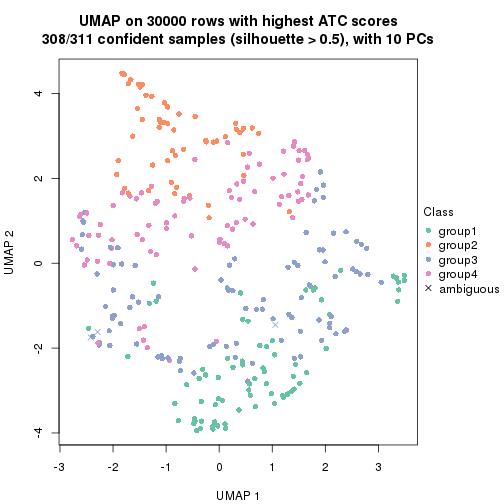 UMAP on 30000 rows with highest ATC scores
308/311 confident samples (silhouette > 0.5), with 10 PCs
4
2
0
-2
-4
UMAP 2
-3 -2 -1 0 1 2 3
UMAP 1
Class
group1
group2
group3
group4
ambiguous